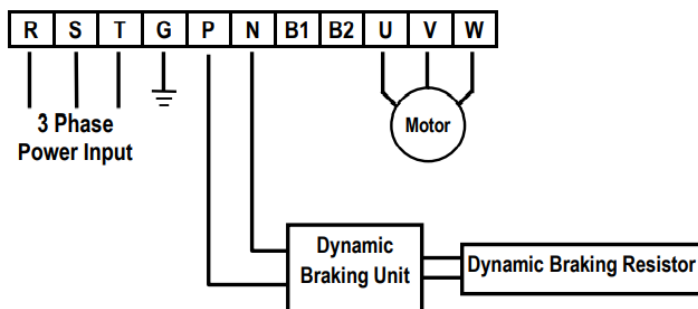 R S T G P N B1 B2 U V W
3 Phase
Power Input
Motor
Dynamic
Braking Unit
Dynamic Braking Resistor